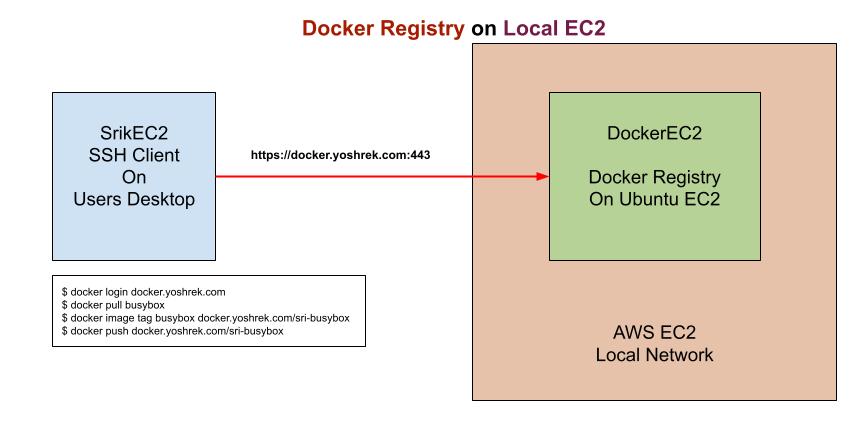 Docker Registry on Local EC2
SrikEC2
SSH Client
On
Users Desktop
https://docker.yoshrek.com:443
DockerEC2
Docker Registry
On Ubuntu EC2
$ docker login docker.yoshrek.com
$ docker pull busybox
$ docker image tag busybox docker.yoshrek.com/sri-busybox
$ docker push docker.yoshrek.com/sri-busybox
AWS EC2
Local Network